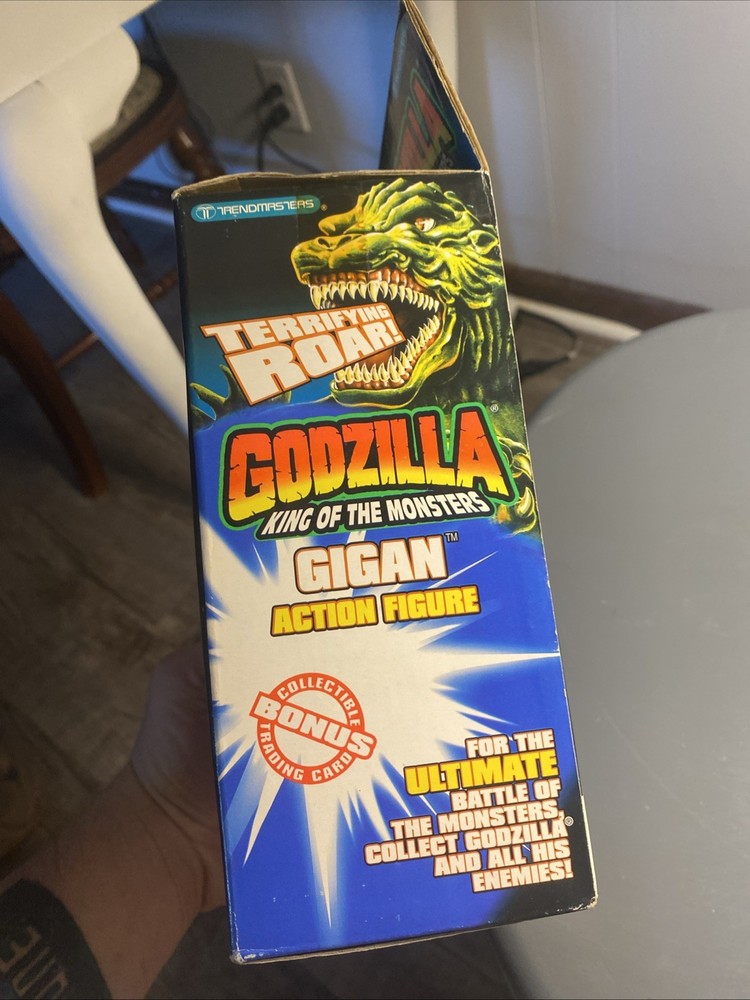 TRENDMASTERS ®
TERRIFYING
ROAR!
GODZILLA®
KING OF THE MONSTERS
GIGAN™
ACTION FIGURE
COLLECTIBLE
BONUS
TRADING CARD
FOR THE
ULTIMATE
BATTLE OF
THE MONSTERS,
COLLECT GODZILLA®
AND ALL HIS
ENEMIES!